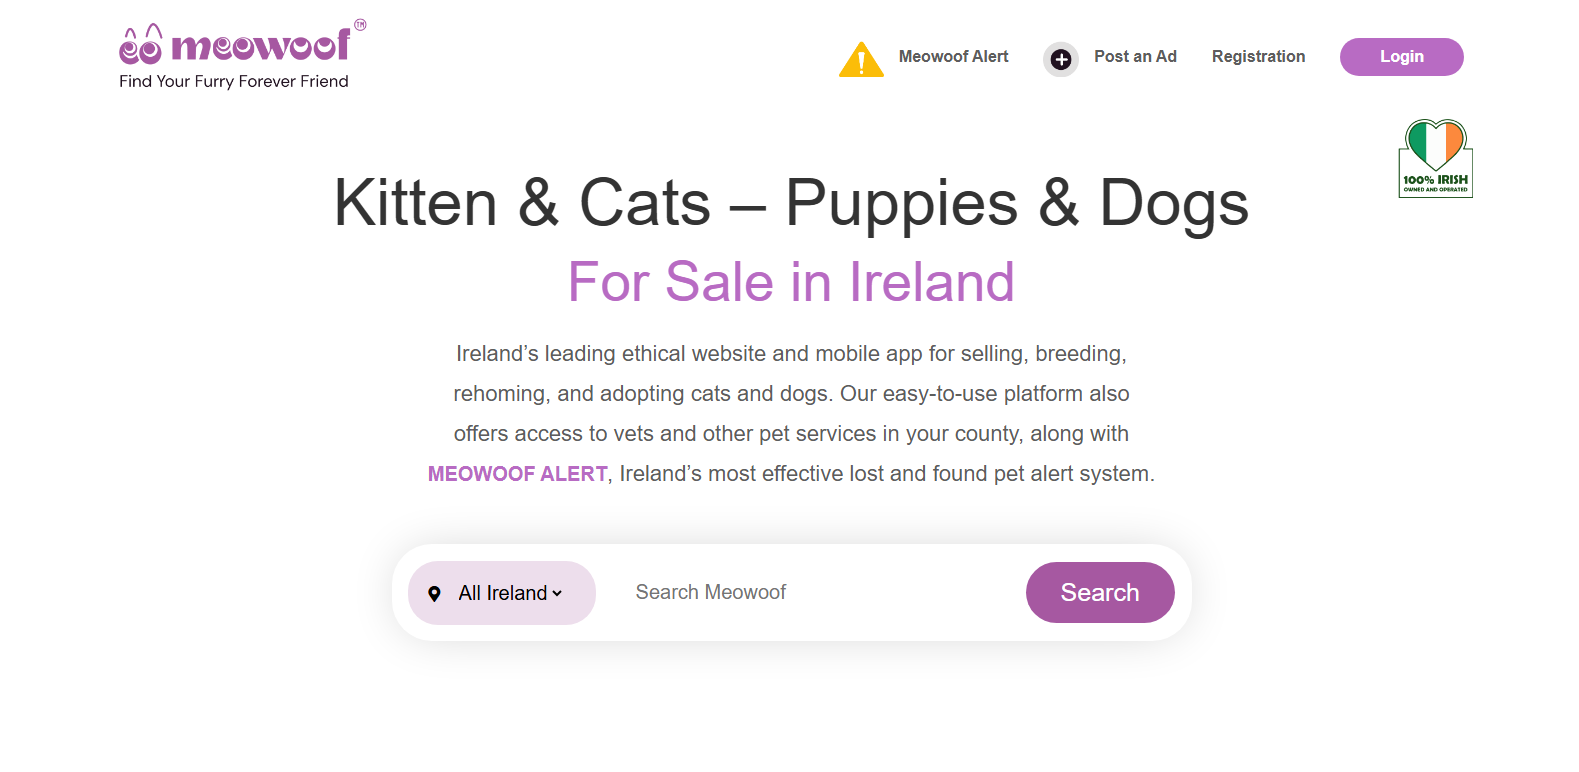 meowoof TM
Find Your Furry Forever Friend
Meowoof Alert
Post an Ad
Registration
Login
100% IRISH
OWNED AND OPERATED
Kitten & Cats – Puppies & Dogs
For Sale in Ireland
Ireland’s leading ethical website and mobile app for selling, breeding,
rehoming, and adopting cats and dogs. Our easy-to-use platform also
offers access to vets and other pet services in your county, along with
MEOWOOF ALERT, Ireland’s most effective lost and found pet alert system.
All Ireland
Search Meowoof
Search